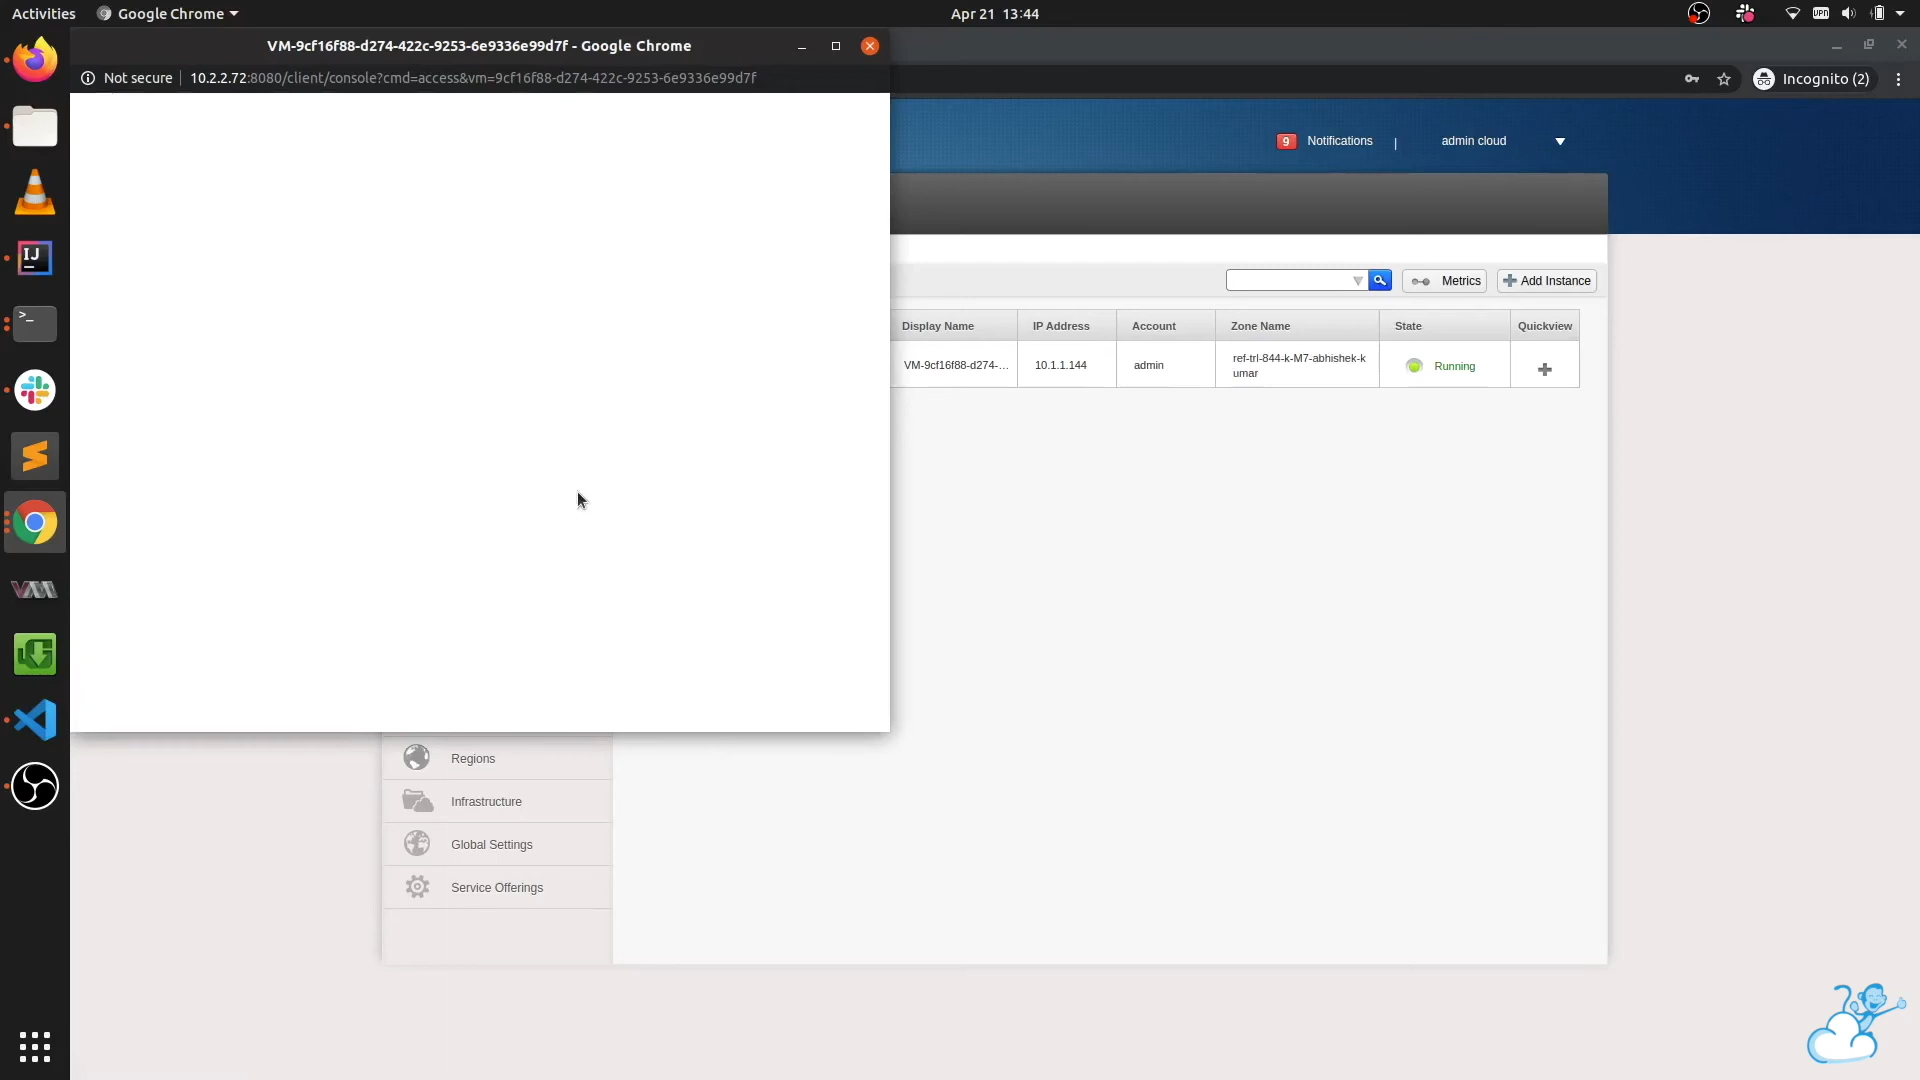 Activities
Google Chrome
Apr 21 13:44
VPN
VM-9cf16f88-d274-422c-9253-6e9336e99d7f - Google Chrome
Not secure
10.2.2.72:8080/client/console?cmd=access&vm=9cf16f88-d274-422c-9253-6e9336e99d7f
Incognito (2)
9 Notifications | admin cloud
Metrics
Add Instance
Display Name
IP Address
Account
Zone Name
State
Quickview
VM-9cf16f88-d274-...
10.1.1.144
admin
ref-trl-844-k-M7-abhishek-k
umar
Running
IJ
>_
Regions
Infrastructure
Global Settings
Service Offerings